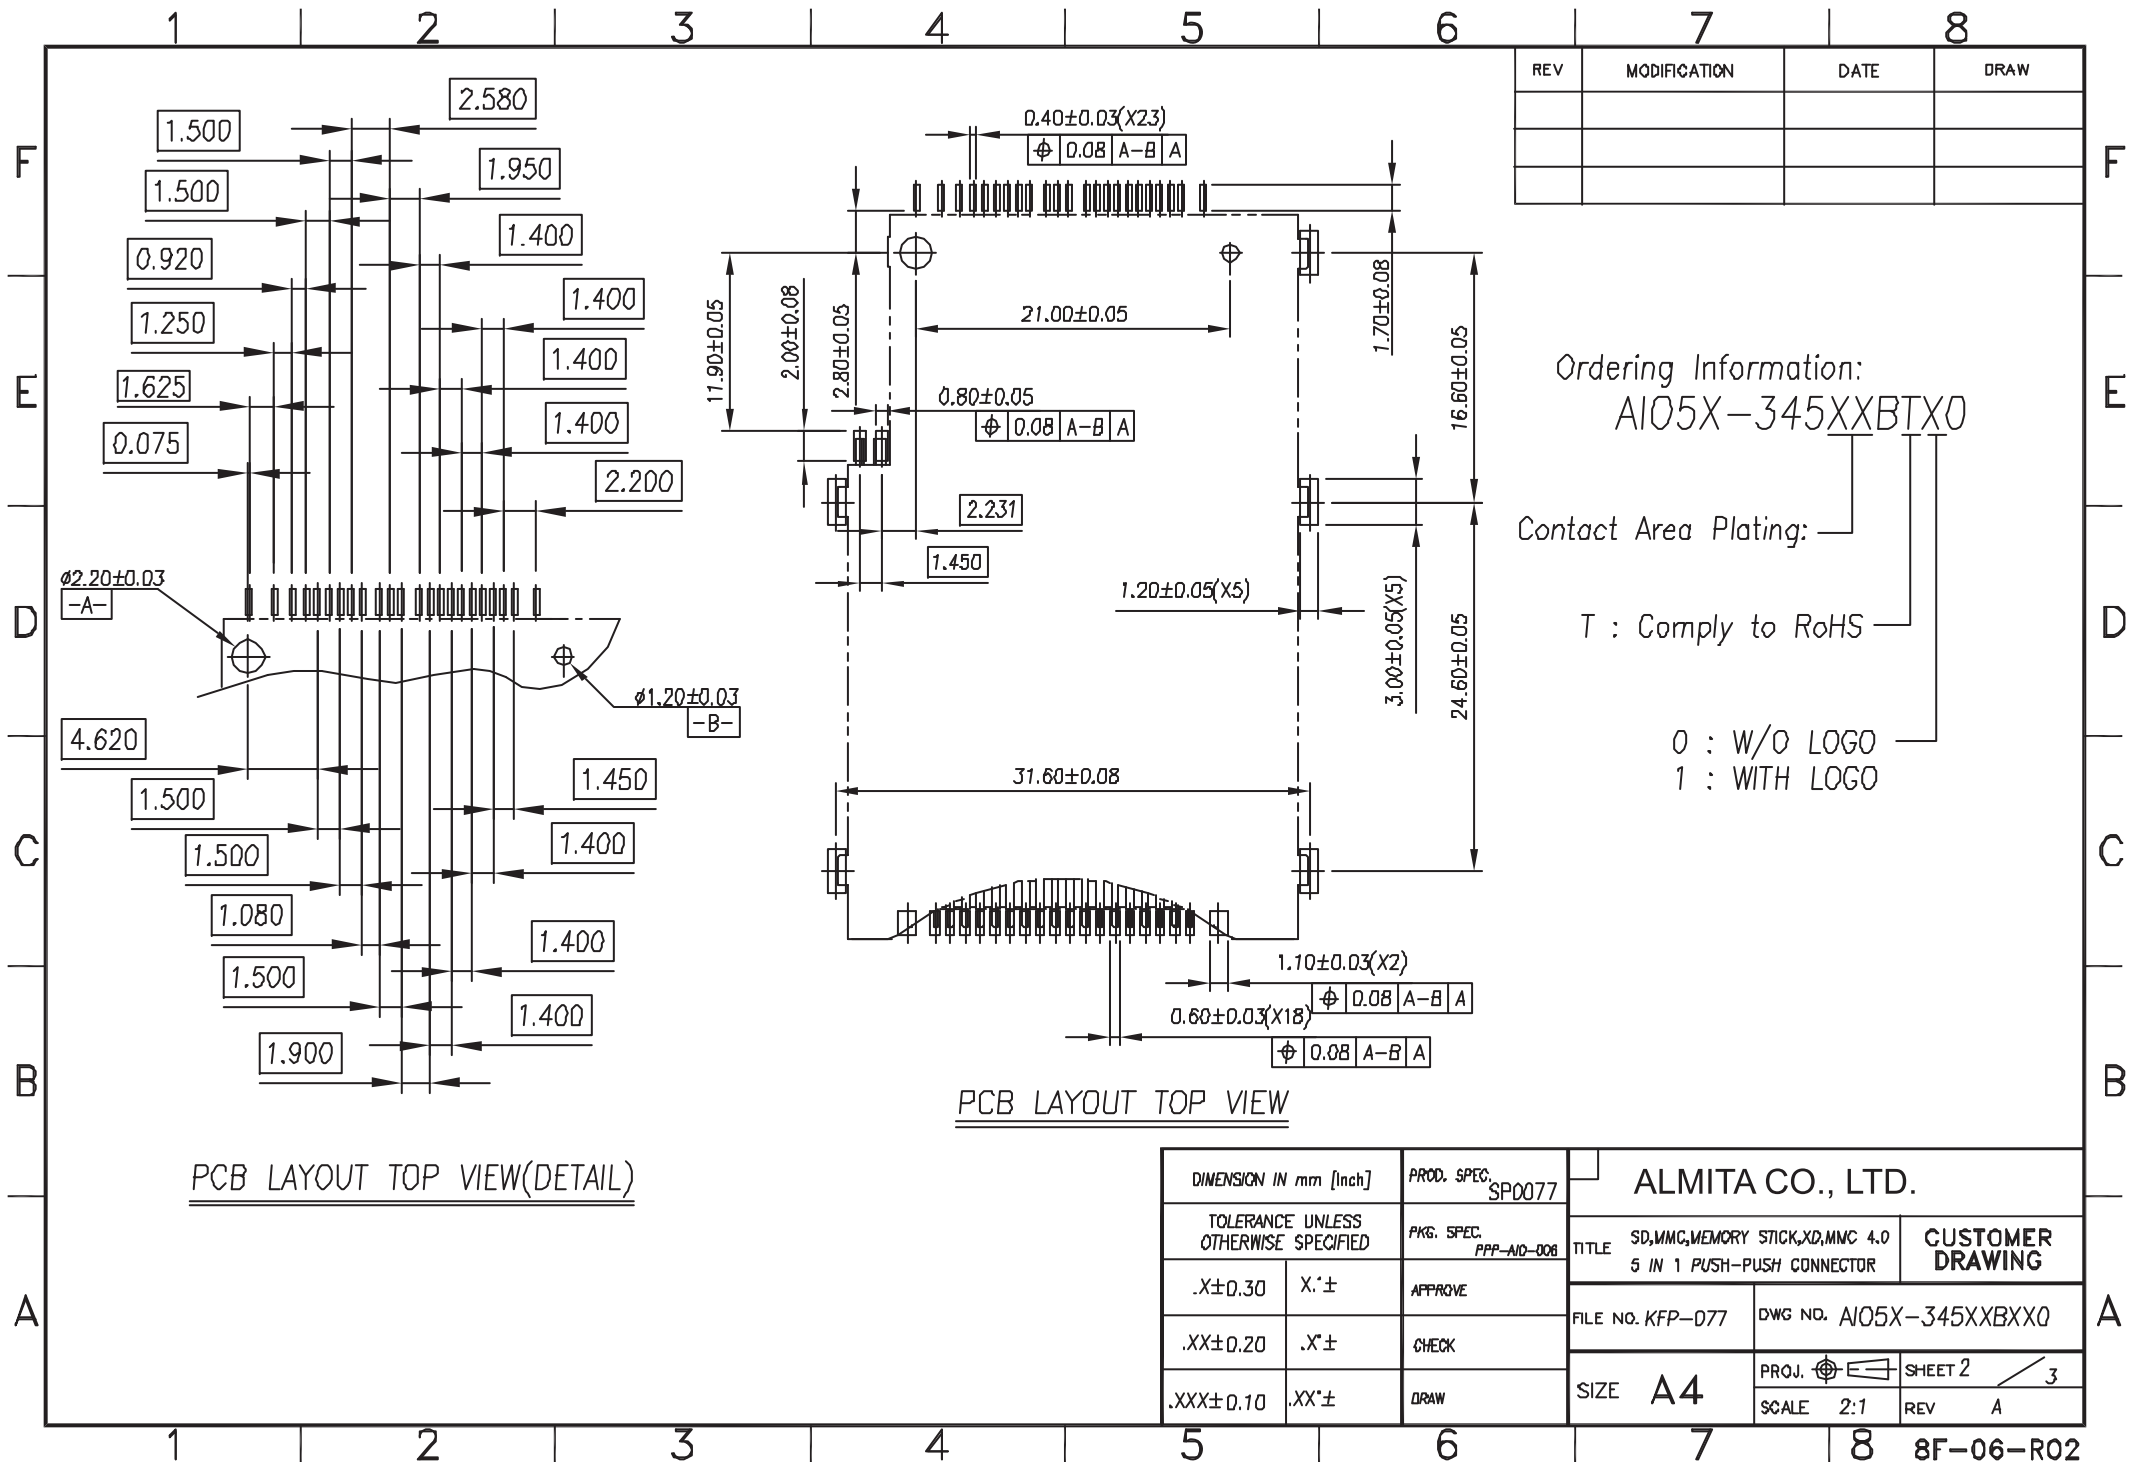 1 2 3 4 5 6 7 8
F
E
D
C
B
A
REV MODIFICATION DATE DRAW
2.580
1.500
1.950
1.500
1.400
0.920
1.400
1.250
1.400
1.625
1.400
0.075
2.200
ø2.20±0.03
-A-
ø1.20±0.03
-B-
4.620
1.450
1.500
1.400
1.500
1.080
1.400
1.500
1.400
1.900
PCB LAYOUT TOP VIEW(DETAIL)
0.40±0.03(X23)
0.08 A-B A
1.70±0.08
21.00±0.05
11.90±0.05
2.00±0.08
2.80±0.05
0.80±0.05
0.08 A-B A
16.60±0.05
2.231
1.450
1.20±0.05(X5)
3.00±0.05(X5)
24.60±0.05
31.60±0.08
1.10±0.03(X2)
0.08 A-B A
0.60±0.03(X18)
0.08 A-B A
PCB LAYOUT TOP VIEW
Ordering Information:
AIO5X-345XXBTX0
Contact Area Plating:
T : Comply to RoHS
0 : W/O LOGO
1 : WITH LOGO
DIMENSION IN mm [Inch]
TOLERANCE UNLESS
OTHERWISE SPECIFIED
.X±0.30 X.°±
.XX±0.20 .X°±
.XXX±0.10 .XX°±
PROD. SPEC.
SP0077
PKG. SPEC.
PPP-AIO-006
APPROVE
CHECK
DRAW
ALMITA CO., LTD.
TITLE
SD,MMC,MEMORY STICK,XD,MMC 4.0
5 IN 1 PUSH-PUSH CONNECTOR
CUSTOMER
DRAWING
FILE NO. KFP-077
DWG NO. AIO5X-345XXBXX0
SIZE A4
PROJ.
SHEET 2 / 3
SCALE 2:1
REV A
F
E
D
C
B
A
1 2 3 4 5 6 7 8
8F-06-R02